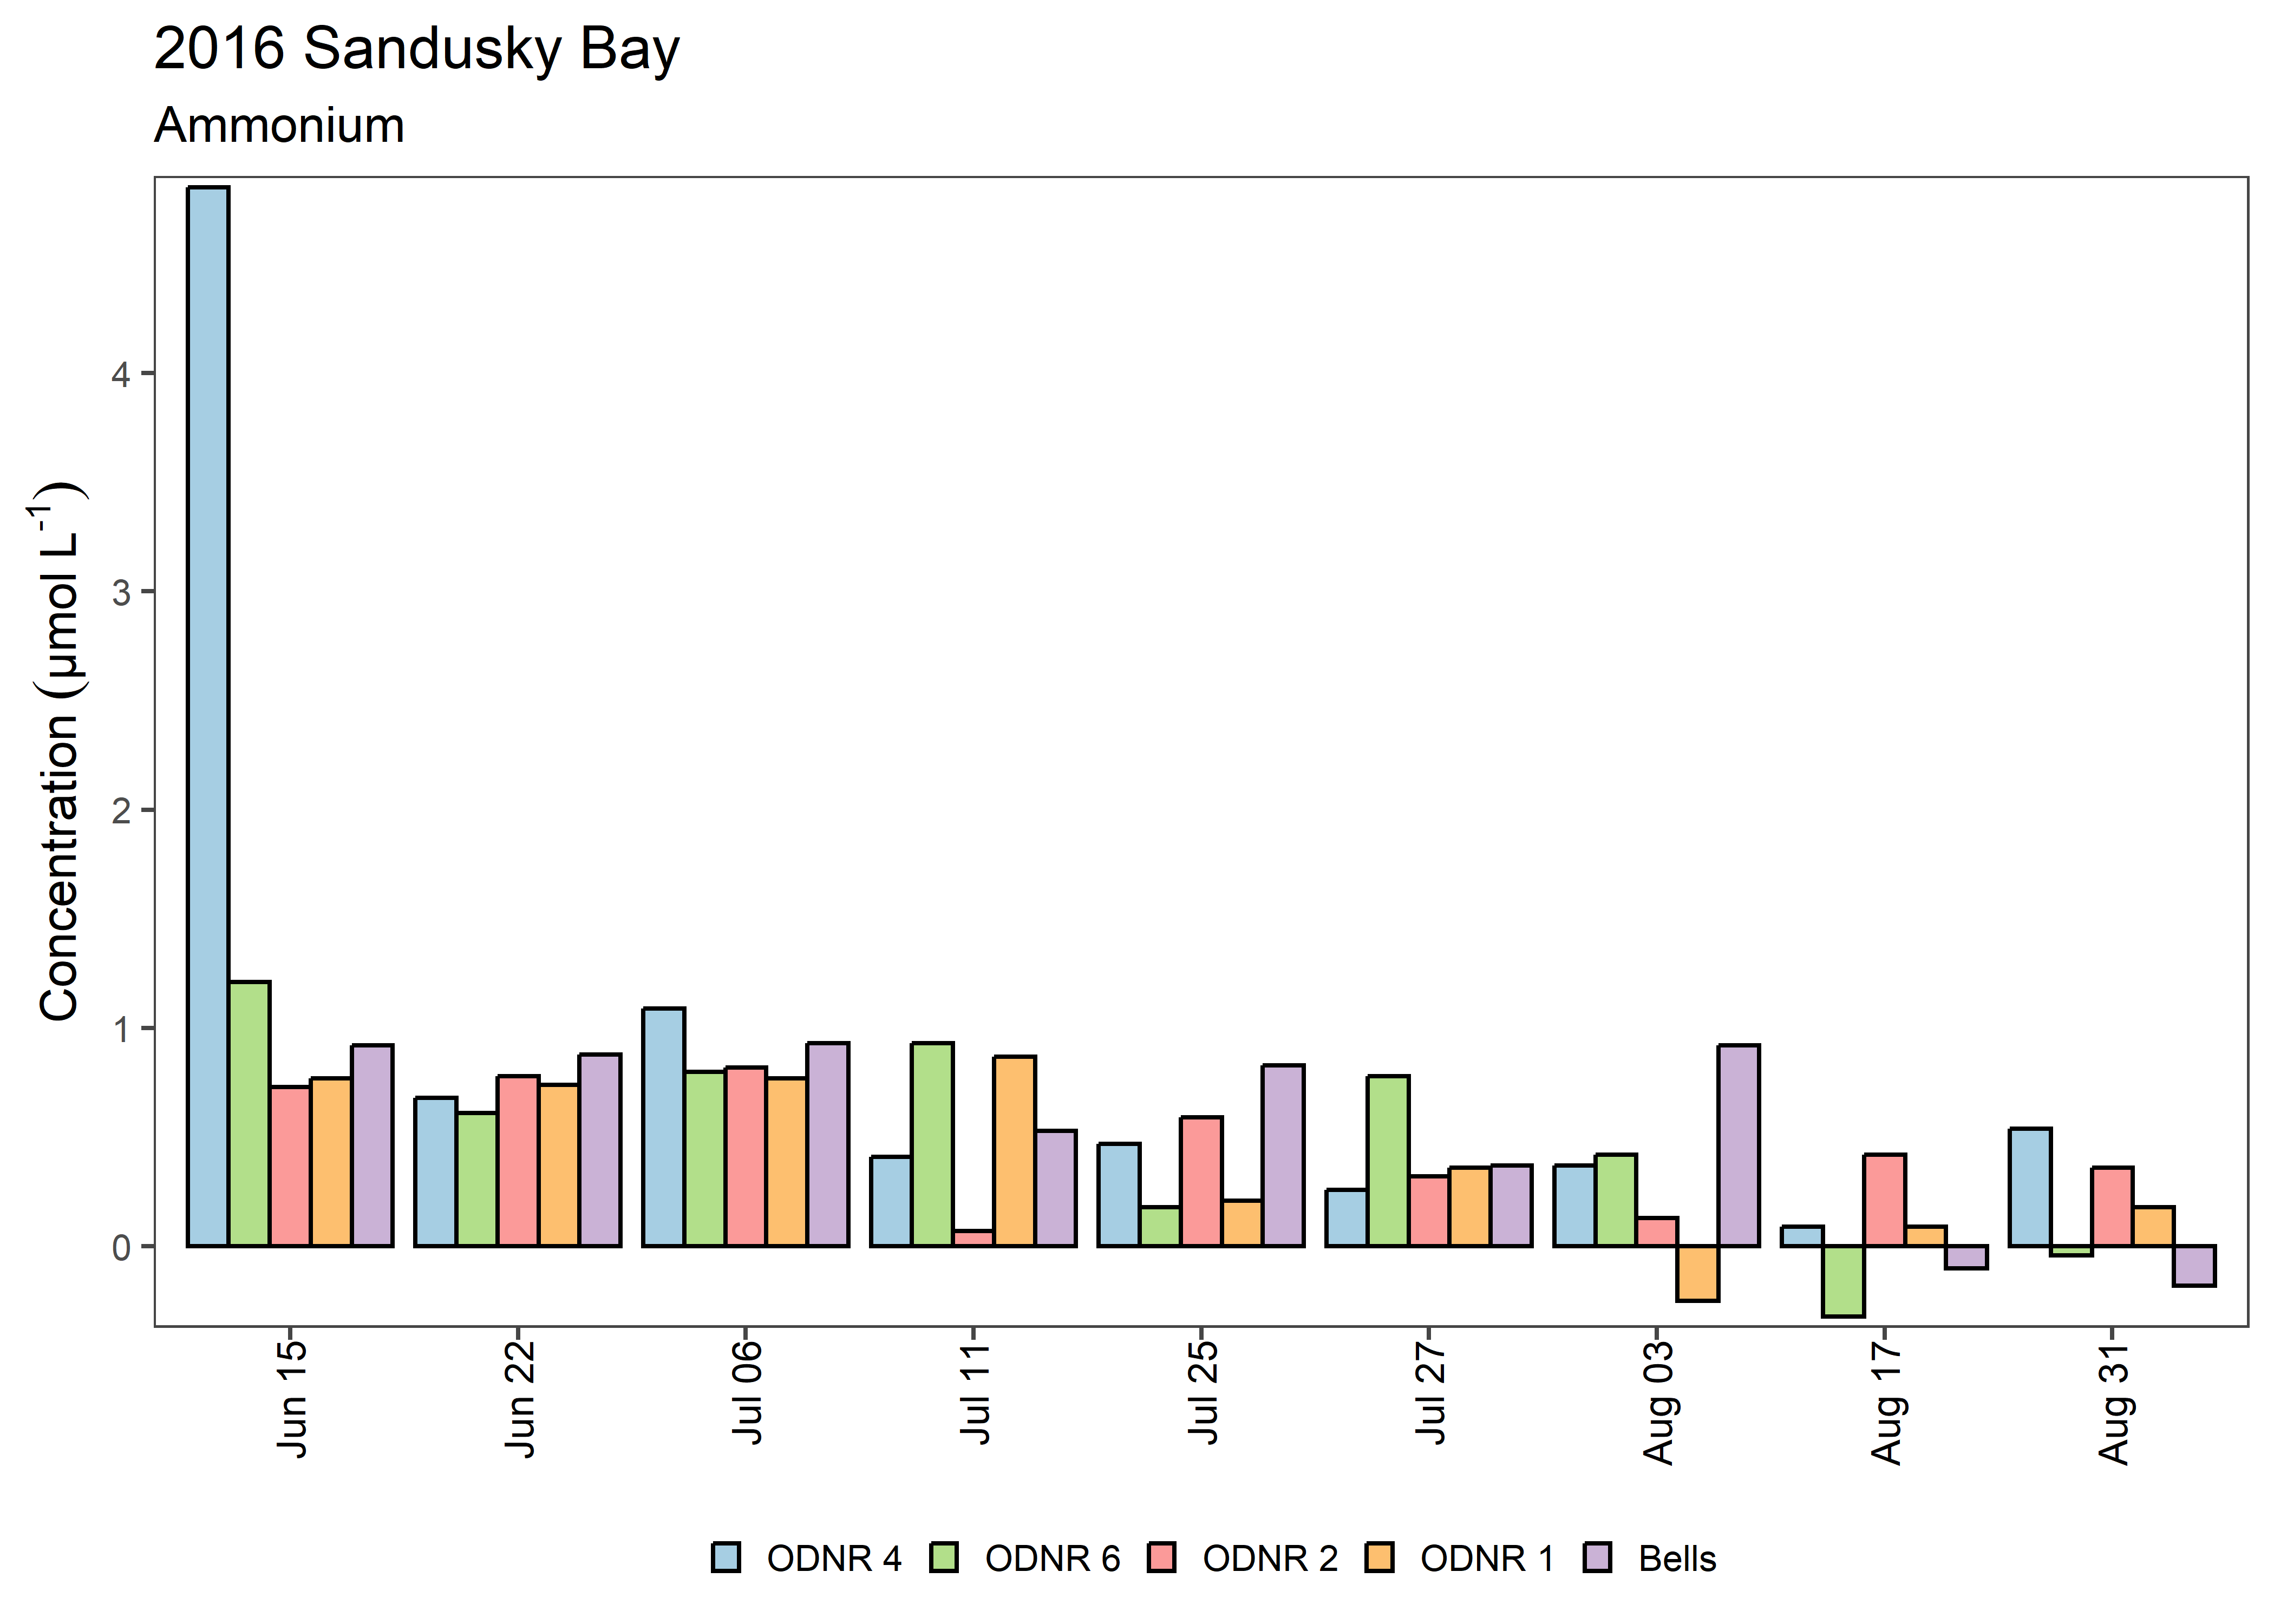 2016 Sandusky Bay
Ammonium
Concentration (µmol L⁻¹)
4
3
2
1
0
Jun 15
Jun 22
Jul 06
Jul 11
Jul 25
Jul 27
Aug 03
Aug 17
Aug 31
ODNR 4 ODNR 6 ODNR 2 ODNR 1 Bells